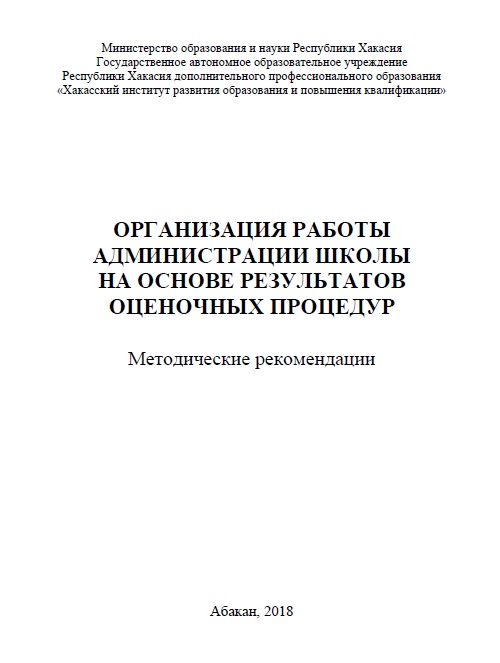 Министерство образования и науки Республики Хакасия
Государственное автономное образовательное учреждение
Республики Хакасия дополнительного профессионального образования
«Хакасский институт развития образования и повышения квалификации»
ОРГАНИЗАЦИЯ РАБОТЫ
АДМИНИСТРАЦИИ ШКОЛЫ
НА ОСНОВЕ РЕЗУЛЬТАТОВ
ОЦЕНОЧНЫХ ПРОЦЕДУР
Методические рекомендации
Абакан, 2018